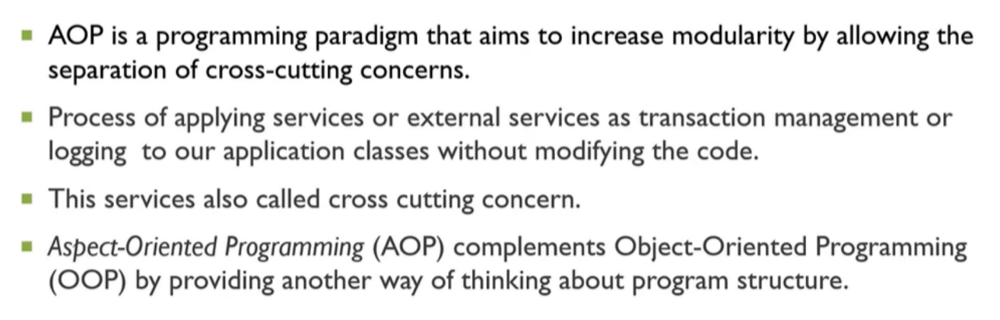 ▪ AOP is a programming paradigm that aims to increase modularity by allowing the
separation of cross-cutting concerns.
▪ Process of applying services or external services as transaction management or
logging  to our application classes without modifying the code.
▪ This services also called cross cutting concern.
▪ Aspect-Oriented Programming (AOP) complements Object-Oriented Programming
(OOP) by providing another way of thinking about program structure.